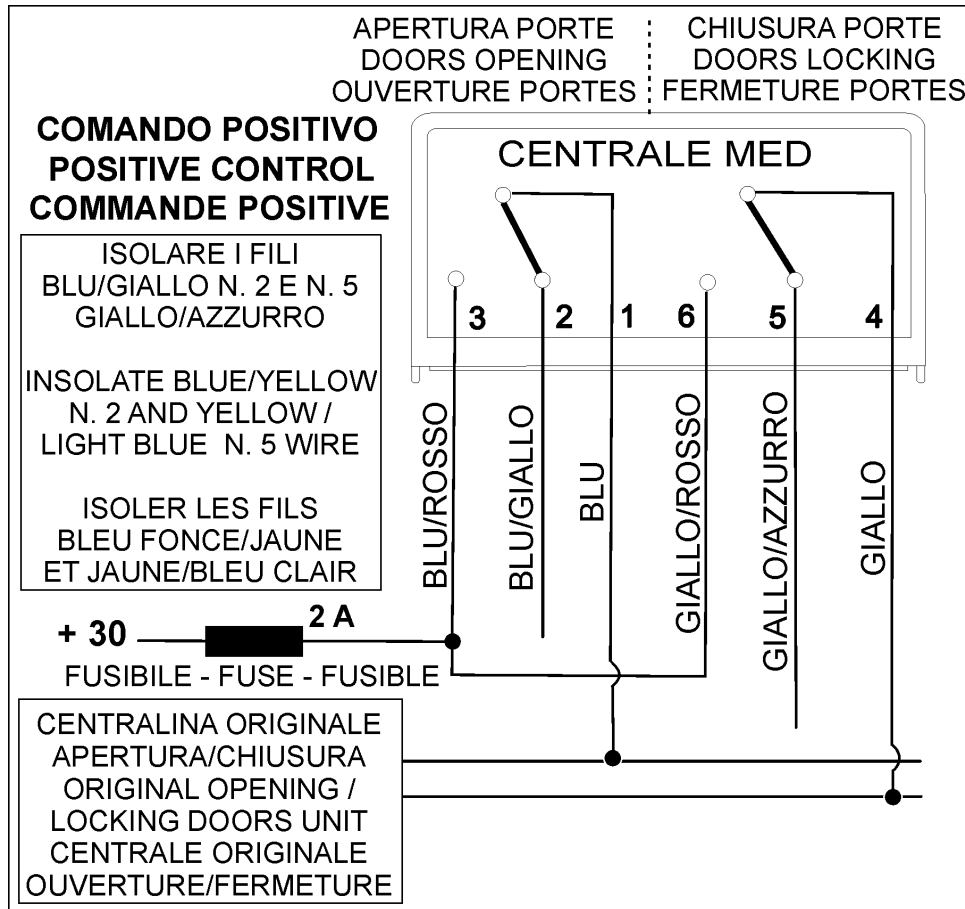 APERTURA PORTE
DOORS OPENING
OUVERTURE PORTES
CHIUSURA PORTE
DOORS LOCKING
FERMETURE PORTES
COMANDO POSITIVO
POSITIVE CONTROL
COMMANDE POSITIVE
CENTRALE MED
ISOLARE I FILI
BLU/GIALLO N. 2 E N. 5
GIALLO/AZZURRO
INSOLATE BLUE/YELLOW
N. 2 AND YELLOW /
LIGHT BLUE N. 5 WIRE
ISOLER LES FILS
BLEU FONCE/JAUNE
ET JAUNE/BLEU CLAIR
3 2 1 6 5 4
BLU/ROSSO
BLU/GIALLO
BLU
GIALLO/ROSSO
GIALLO/AZZURRO
GIALLO
+ 30
2 A
FUSIBILE - FUSE - FUSIBLE
CENTRALINA ORIGINALE
APERTURA/CHIUSURA
ORIGINAL OPENING /
LOCKING DOORS UNIT
CENTRALE ORIGINALE
OUVERTURE/FERMETURE